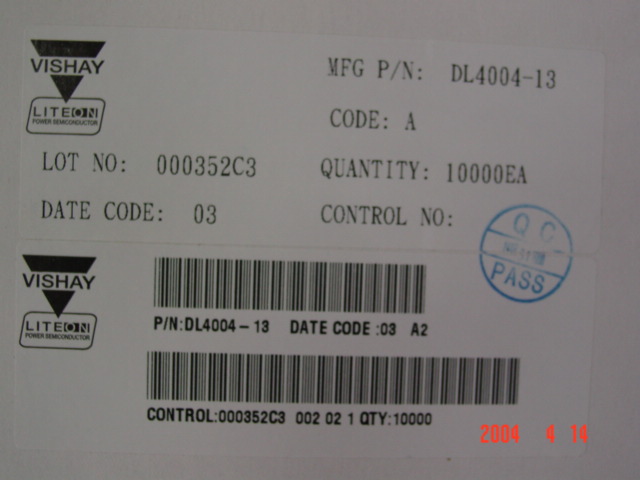 VISHAY
LITEON
POWER SEMICONDUCTOR
MFG P/N: DL4004-13
CODE: A
LOT NO: 000352C3
QUANTITY: 10000EA
DATE CODE: 03
CONTROL NO:
QC
PASS
VISHAY
LITEON
POWER SEMICONDUCTOR
P/N:DL4004-13 DATE CODE :03 A2
CONTROL:000352C3 002 02 1 QTY:10000
2004 4 14